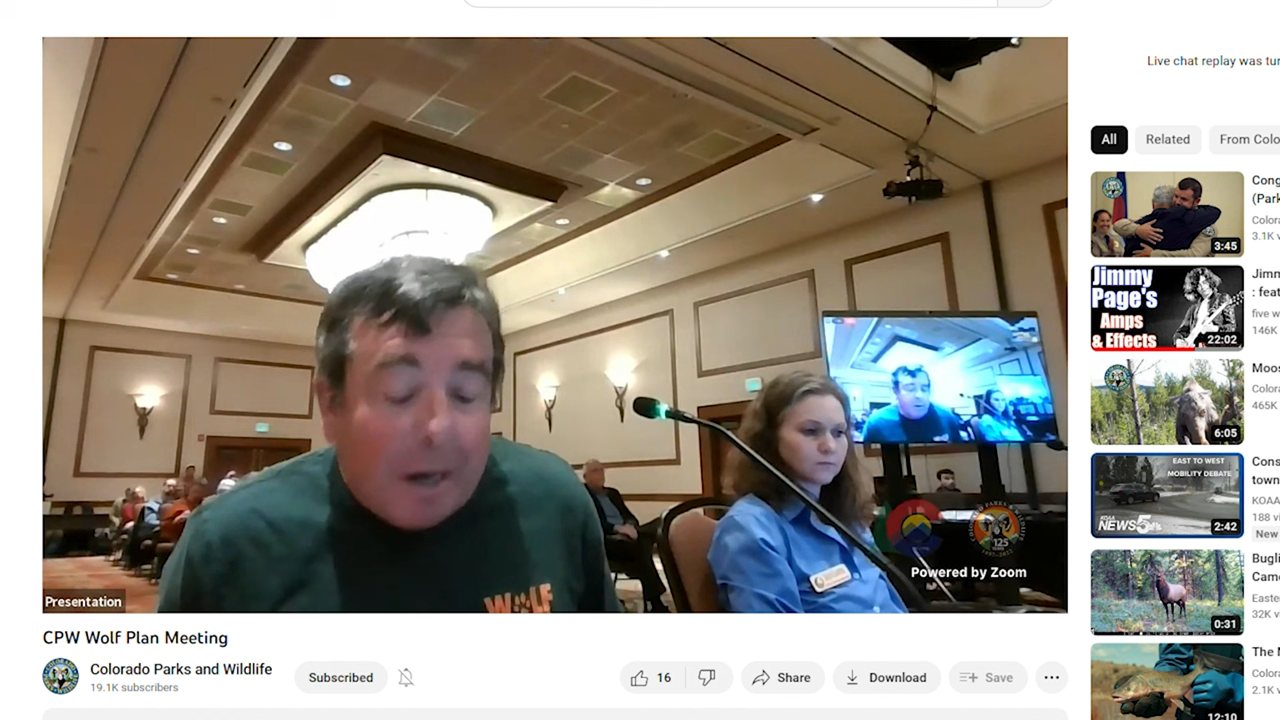 Live chat replay was tur
All
Related
From Colo
Presentation
WOLF
125
Powered by Zoom
CPW Wolf Plan Meeting
Colorado Parks and Wildlife
19.1K subscribers
Subscribed
16
Share
Download
Save
Cong
(Park
Colora
3.1K v
3:45
Jimmy
Page's
Amps
& Effects
22:02
Jimm
: feat
five w
146K
Moos
Colora
465K
6:05
EAST TO WEST
MOBILITY DEBATE
KOAA
NEWS5
2:42
Cons
town
KOAA
188 vi
New
Bugli
Came
Easte
32K v
0:31
The M
Colora
2.1K v
12:10